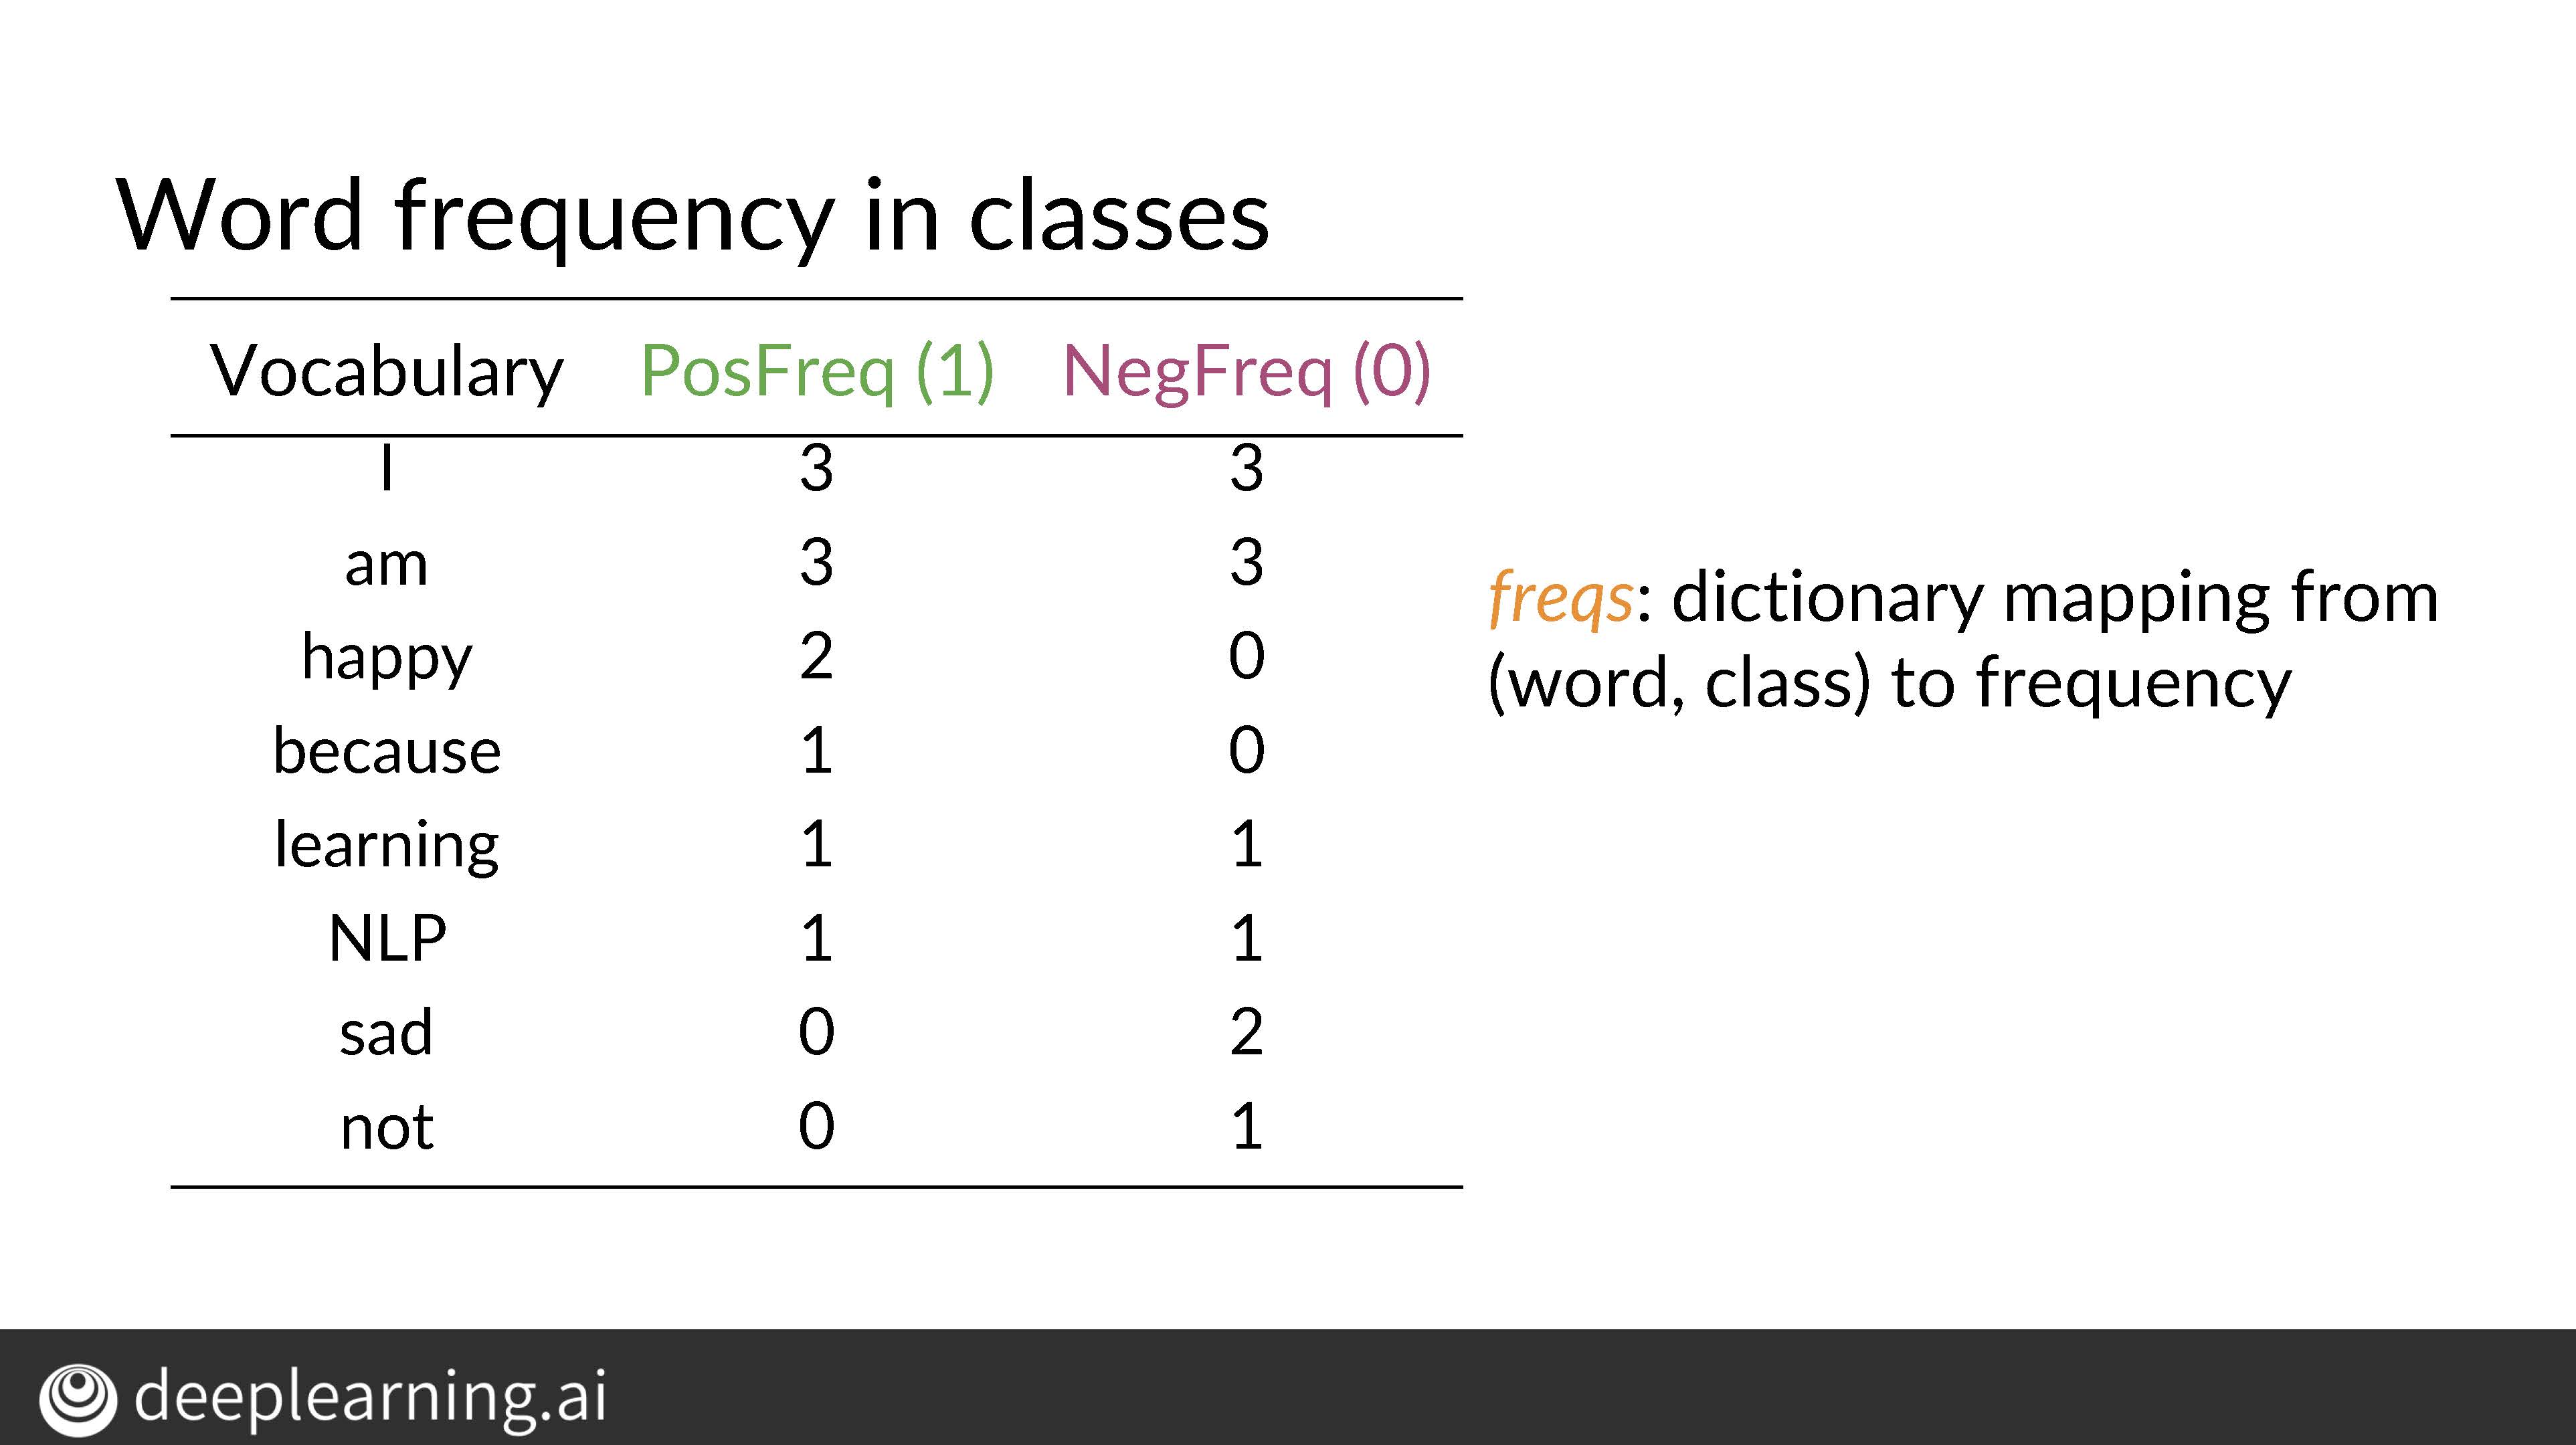 Word frequency in classes
Vocabulary PosFreq (1) NegFreq (0)
I 3 3
am 3 3
happy 2 0
because 1 0
learning 1 1
NLP 1 1
sad 0 2
not 0 1
freqs: dictionary mapping from
(word, class) to frequency
deeplearning.ai